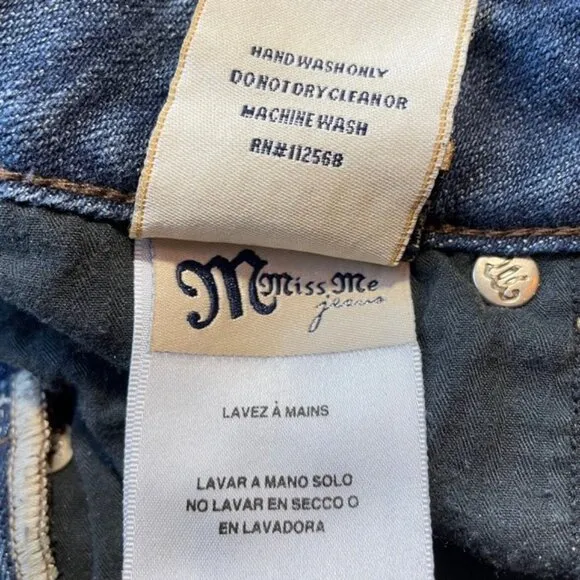 HAND WASH ONLY
DO NOT DRY CLEAN OR
MACHINE WASH
RN#112568
M Miss Me
jeans
LAVEZ À MAINS
LAVAR A MANO SOLO
NO LAVAR EN SECCO O
EN LAVADORA